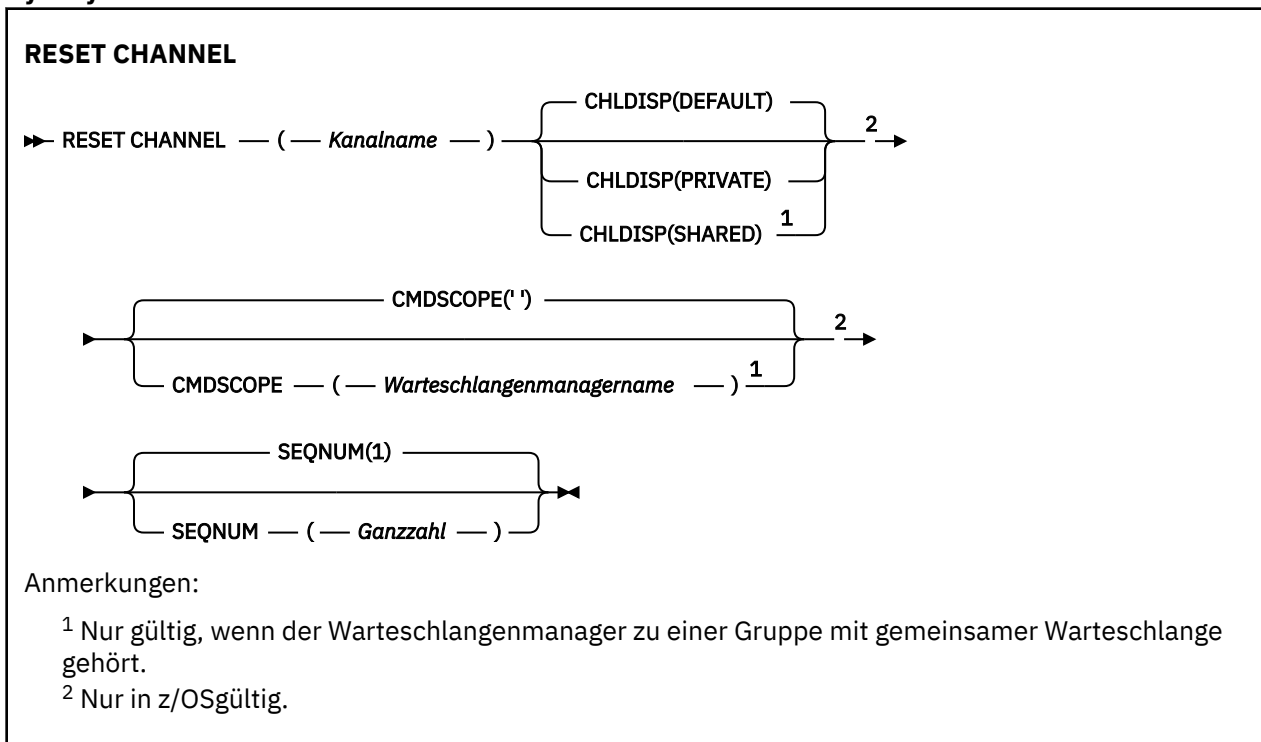 RESET CHANNEL
CHLDISP(DEFAULT)
RESET CHANNEL ( Kanalname ) 2
CHLDISP(PRIVATE)
CHLDISP(SHARED) 1
CMDSCOPE(' ')
2
CMDSCOPE ( Warteschlangenmanagername ) 1
SEQNUM(1)
SEQNUM ( Ganzzahl )
Anmerkungen:
1 Nur gültig, wenn der Warteschlangenmanager zu einer Gruppe mit gemeinsamer Warteschlange
gehört.
2 Nur in z/OSgültig.